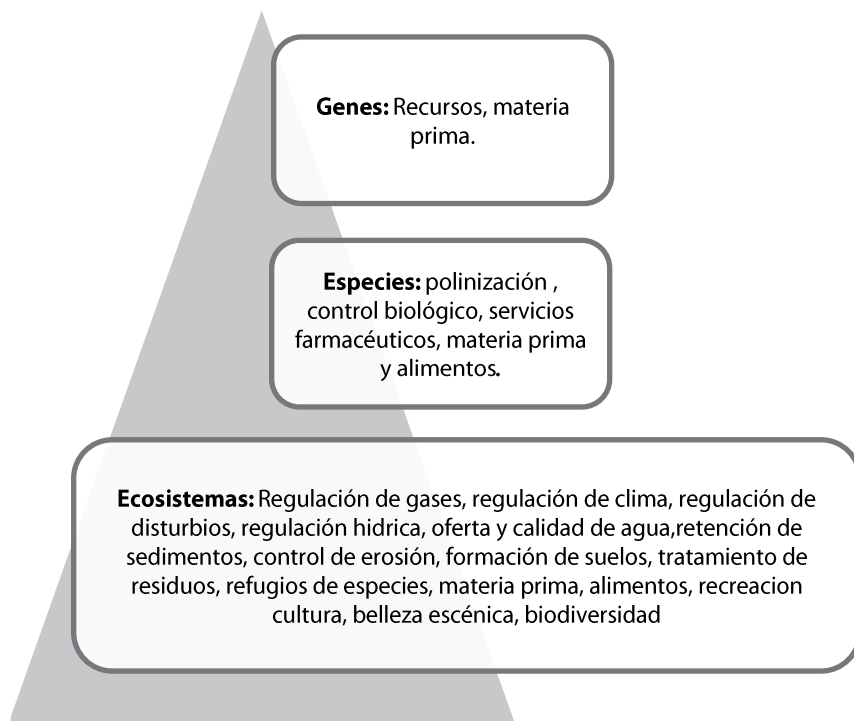 Genes: Recursos, materia
prima.
Especies: polinización ,
control biológico, servicios
farmacéuticos, materia prima
y alimentos.
Ecosistemas: Regulación de gases, regulación de clima, regulación de
disturbios, regulación hidrica, oferta y calidad de agua,retención de
sedimentos, control de erosión, formación de suelos, tratamiento de
residuos, refugios de especies, materia prima, alimentos, recreacion
cultura, belleza escénica, biodiversidad